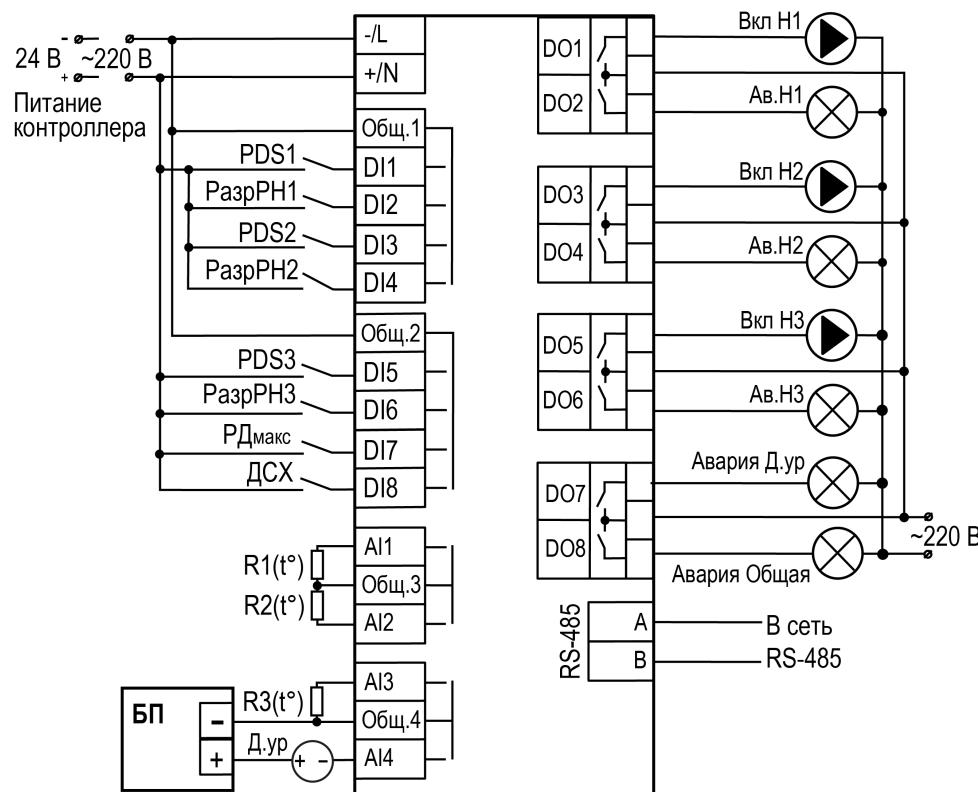 - -/L
24 В ~220 В
+ +/N
Питание
контроллера
Общ.1
PDS1 DI1
РазрРН1 DI2
PDS2 DI3
РазрРН2 DI4
Общ.2
PDS3 DI5
РазрРН3 DI6
РДмакс DI7
ДСХ DI8
AI1
R1(t°)
Общ.3
R2(t°)
AI2
AI3
R3(t°)
БП - Общ.4
Д.ур
+ + - AI4
DO1 Вкл Н1
DO2 Ав.Н1
DO3 Вкл Н2
DO4 Ав.Н2
DO5 Вкл Н3
DO6 Ав.Н3
DO7 Авария Д.ур
~220 В
DO8
Авария Общая
RS-485
A В сеть
B RS-485